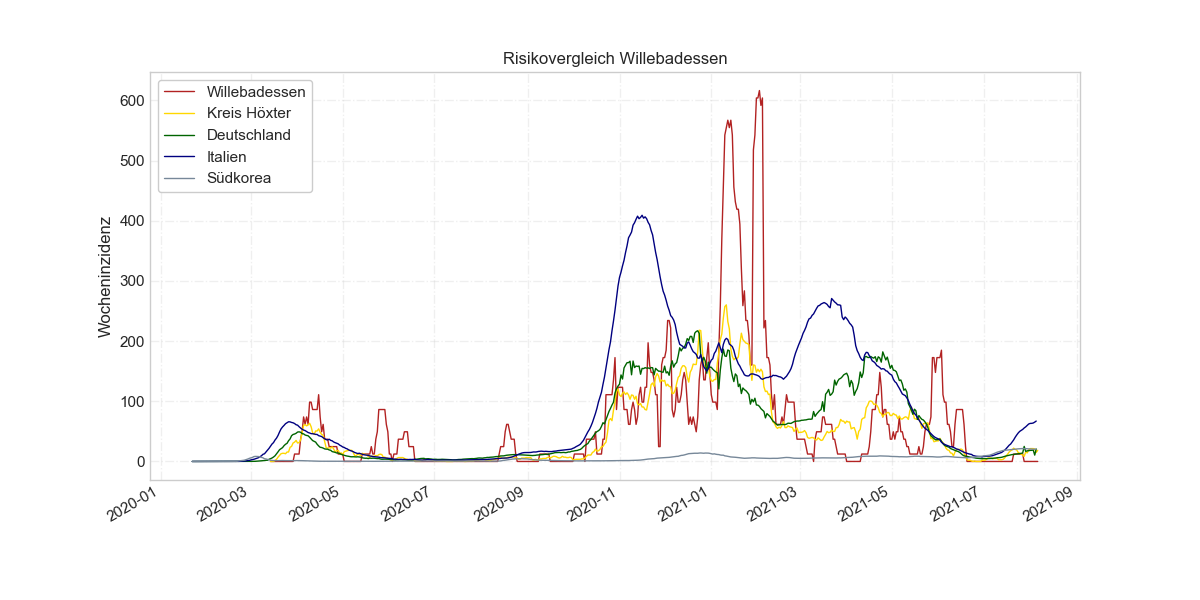 Risikovergleich Willebadessen
Willebadessen
Kreis Höxter
Deutschland
Italien
Südkorea
Wocheninzidenz
600
500
400
300
200
100
0
2020-01
2020-03
2020-05
2020-07
2020-09
2020-11
2021-01
2021-03
2021-05
2021-07
2021-09